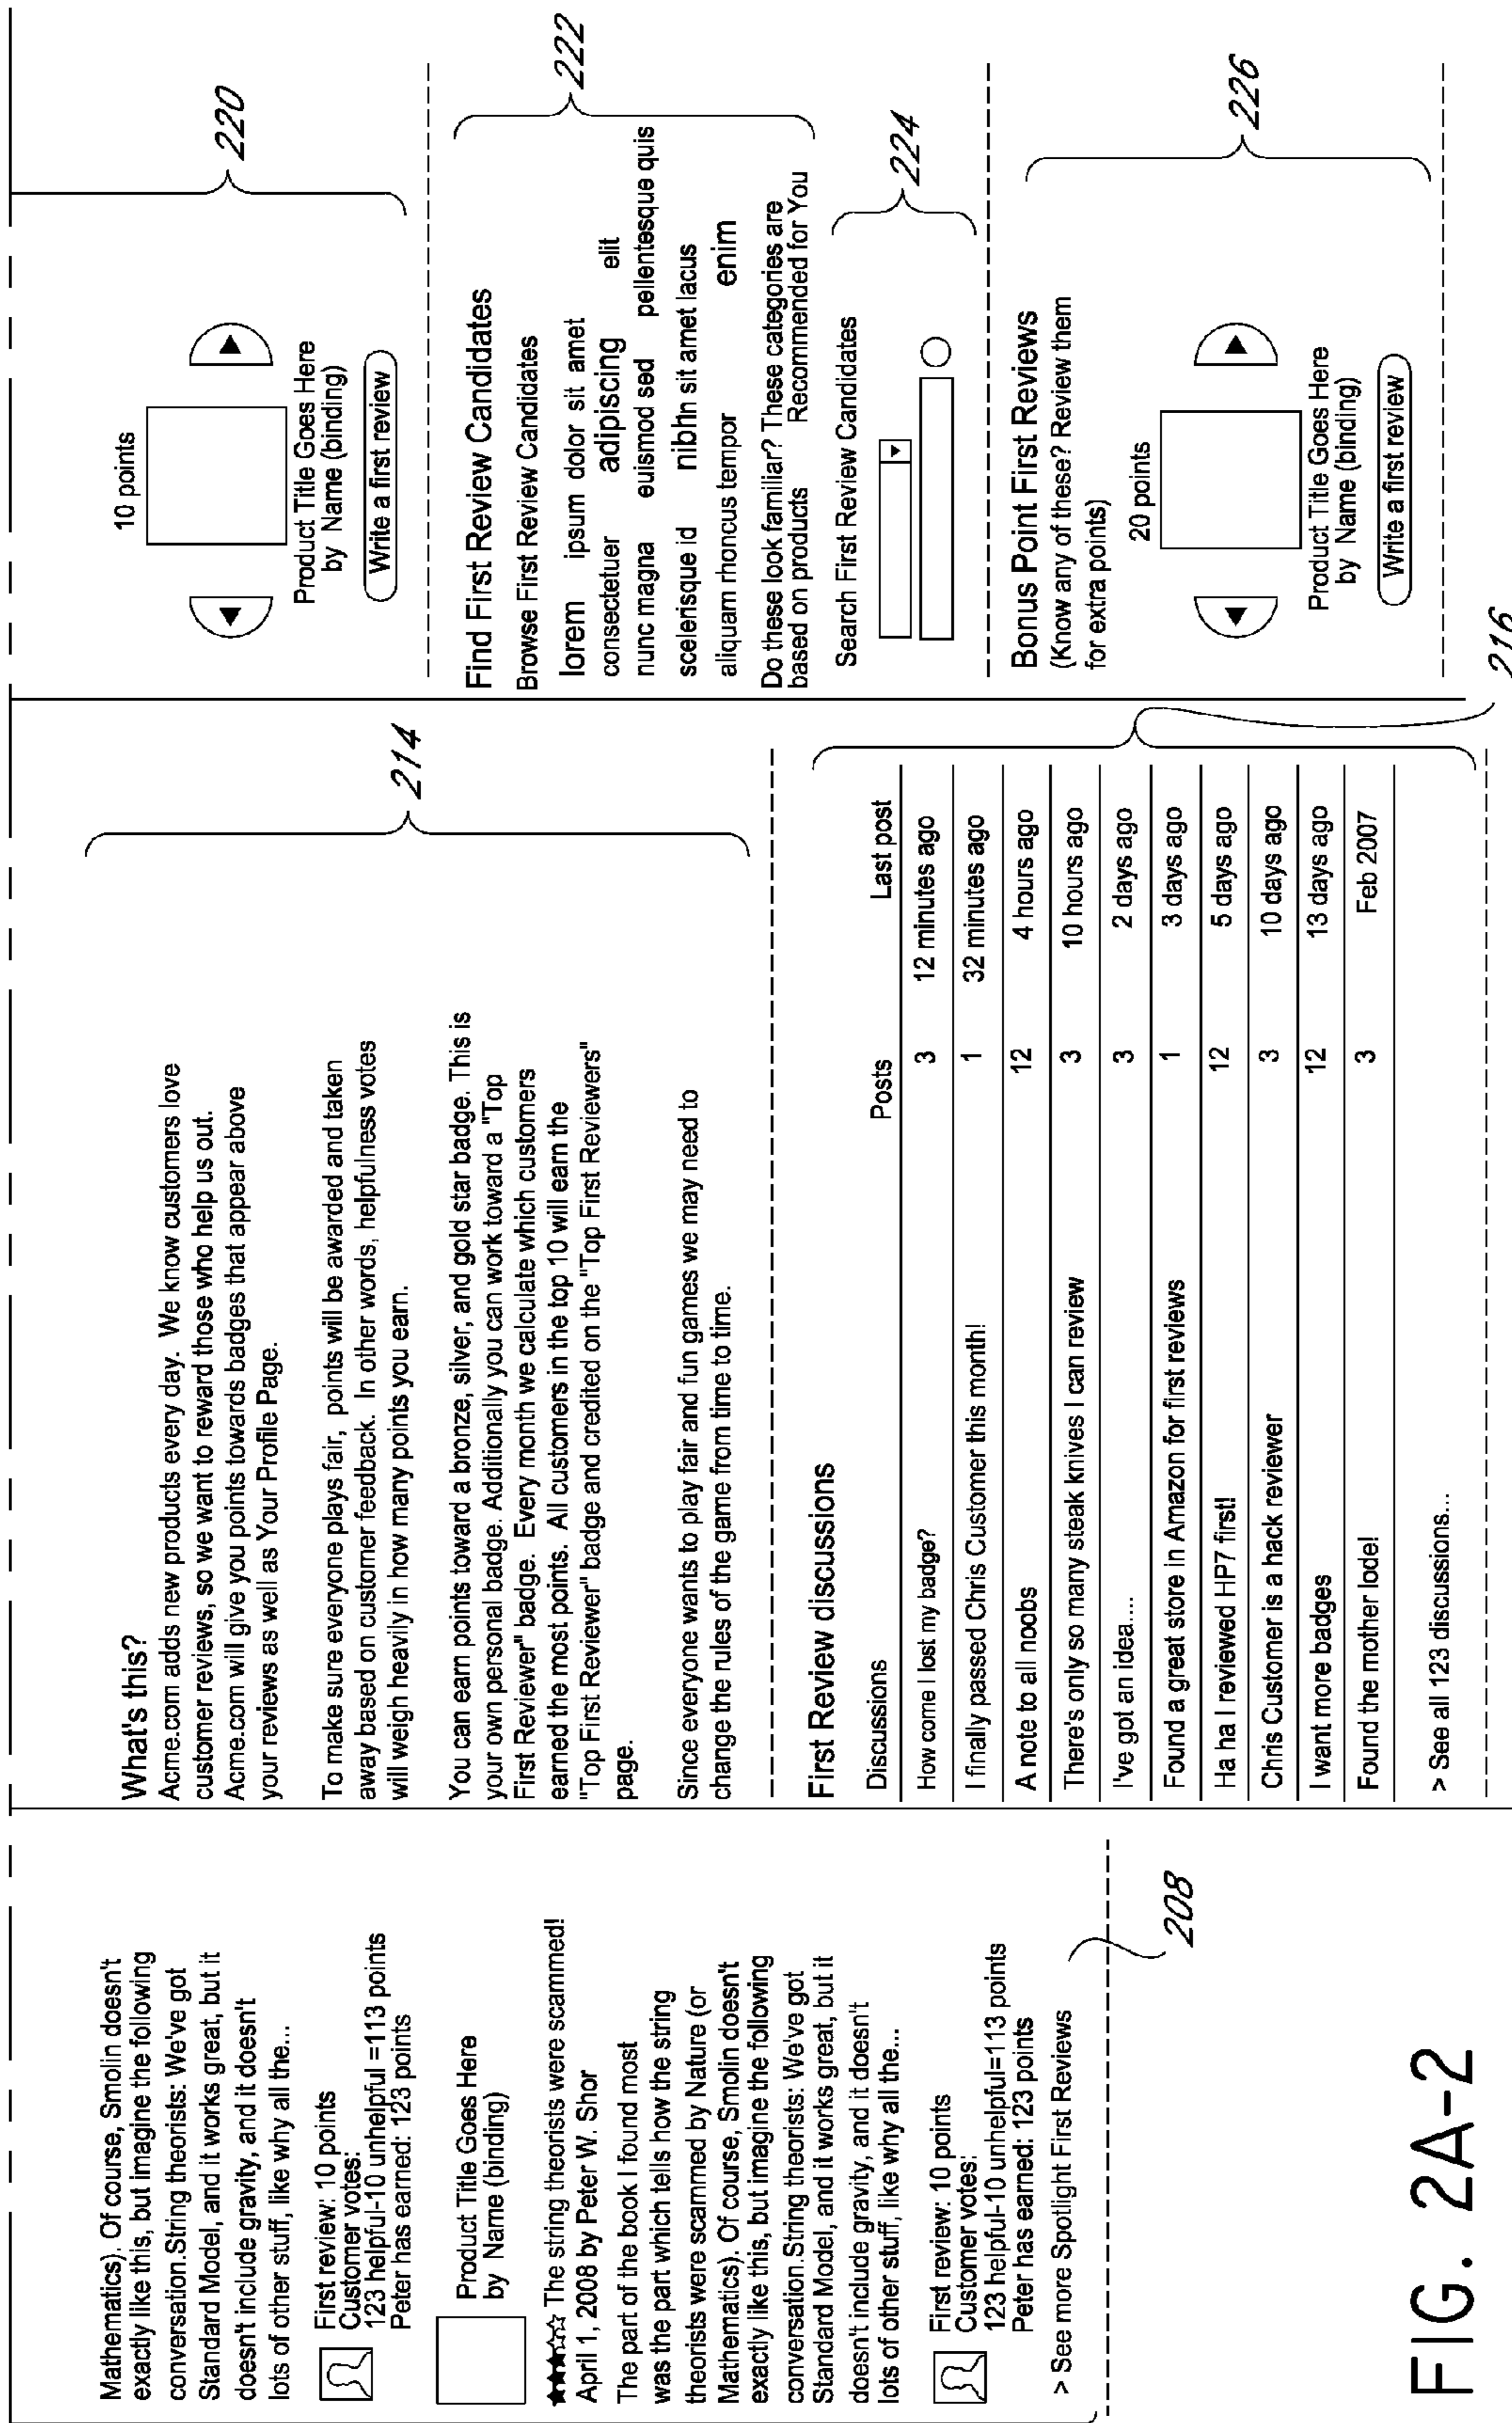 Mathematics). Of course, Smolin doesn't
exactly like this, but imagine the following
conversation.String theorists: We've got
Standard Model, and it works great, but it
doesn't include gravity, and it doesn't
lots of other stuff, like why all the...
First review: 10 points
Customer votes:
123 helpful-10 unhelpful =113 points
Peter has earned: 123 points
Product Title Goes Here
by Name (binding)
★★★☆☆ The string theorists were scammed!
April 1, 2008 by Peter W. Shor
The part of the book I found most
was the part which tells how the string
theorists were scammed by Nature (or
Mathematics). Of course, Smolin doesn't
exactly like this, but imagine the following
conversation.String theorists: We've got
Standard Model, and it works great, but it
doesn't include gravity, and it doesn't
lots of other stuff, like why all the...
First review: 10 points
Customer votes:
123 helpful-10 unhelpful=113 points
Peter has earned: 123 points
> See more Spotlight First Reviews
208
What's this?
Acme.com adds new products every day. We know customers love
customer reviews, so we want to reward those who help us out.
Acme.com will give you points towards badges that appear above
your reviews as well as Your Profile Page.
To make sure everyone plays fair, points will be awarded and taken
away based on customer feedback. In other words, helpfulness votes
will weigh heavily in how many points you earn.
You can earn points toward a bronze, silver, and gold star badge. This is
your own personal badge. Additionally you can work toward a "Top
First Reviewer" badge. Every month we calculate which customers
earned the most points. All customers in the top 10 will earn the
"Top First Reviewer" badge and credited on the "Top First Reviewers"
page.
Since everyone wants to play fair and fun games we may need to
change the rules of the game from time to time.
214
First Review discussions
Discussions Posts Last post
How come I lost my badge? 3 12 minutes ago
I finally passed Chris Customer this month! 1 32 minutes ago
A note to all noobs 12 4 hours ago
There's only so many steak knives I can review 3 10 hours ago
I've got an idea.... 3 2 days ago
Found a great store in Amazon for first reviews 1 3 days ago
Ha ha I reviewed HP7 first! 12 5 days ago
Chris Customer is a hack reviewer 3 10 days ago
I want more badges 12 13 days ago
Found the mother lode! 3 Feb 2007
> See all 123 discussions...
216
10 points
Product Title Goes Here
by Name (binding)
Write a first review
220
Find First Review Candidates
Browse First Review Candidates
lorem ipsum dolor sit amet
consectetuer adipiscing elit
nunc magna euismod sed pellentesque quis
scelerisque id nibhln sit amet lacus
aliquam rhoncus tempor enim
Do these look familiar? These categories are
based on products Recommended for You
222
Search First Review Candidates
224
Bonus Point First Reviews
(Know any of these? Review them
for extra points)
20 points
Product Title Goes Here
by Name (binding)
Write a first review
226
FIG. 2A-2